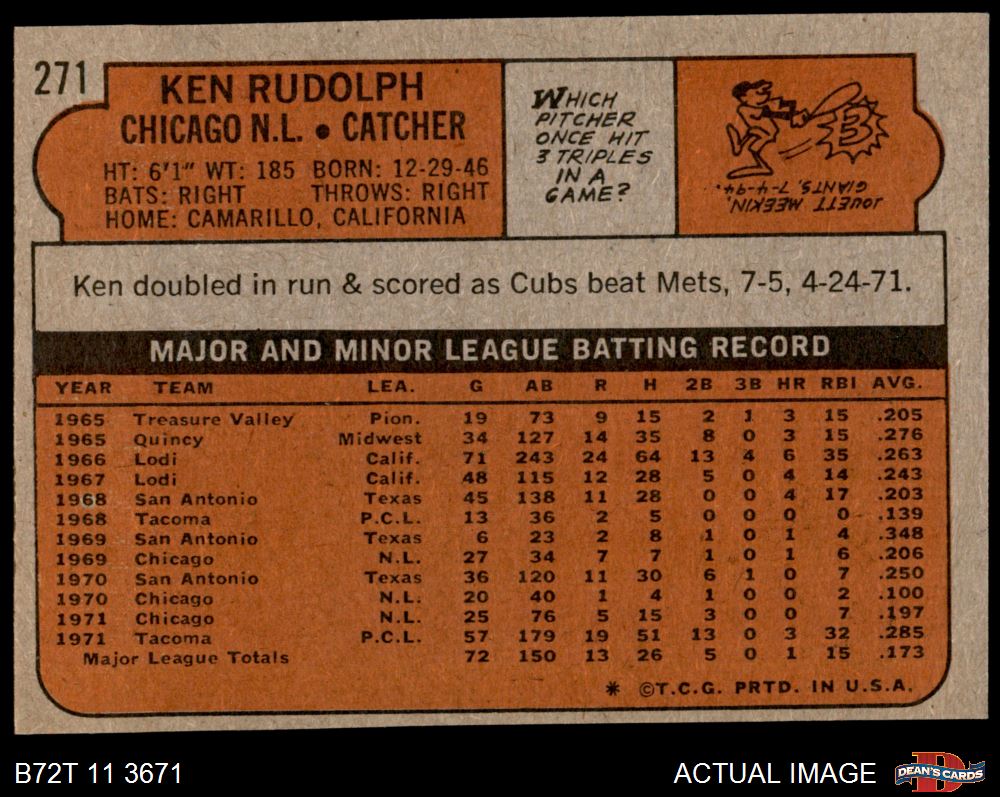 271
KEN RUDOLPH
CHICAGO N.L. • CATCHER
HT: 6'1" WT: 185 BORN: 12-29-46
BATS: RIGHT THROWS: RIGHT
HOME: CAMARILLO, CALIFORNIA
WHICH
PITCHER
ONCE HIT
3 TRIPLES
IN A
GAME?
B
JOUETT MEEKIN,
GIANTS, 7-4-94.
Ken doubled in run & scored as Cubs beat Mets, 7-5, 4-24-71.
MAJOR AND MINOR LEAGUE BATTING RECORD
YEAR TEAM LEA. G AB R H 2B 3B HR RBI AVG.
1965 Treasure Valley Pion. 19 73 9 15 2 1 3 15 .205
1965 Quincy Midwest 34 127 14 35 8 0 3 15 .276
1966 Lodi Calif. 71 243 24 64 13 4 6 35 .263
1967 Lodi Calif. 48 115 12 28 5 0 4 14 .243
1968 San Antonio Texas 45 138 11 28 0 0 4 17 .203
1968 Tacoma P.C.L. 13 36 2 5 0 0 0 0 .139
1969 San Antonio Texas 6 23 2 8 1 0 1 4 .348
1969 Chicago N.L. 27 34 7 7 1 0 1 6 .206
1970 San Antonio Texas 36 120 11 30 6 1 0 7 .250
1970 Chicago N.L. 20 40 1 4 1 0 0 2 .100
1971 Chicago N.L. 25 76 5 15 3 0 0 7 .197
1971 Tacoma P.C.L. 57 179 19 51 13 0 3 32 .285
Major League Totals 72 150 13 26 5 0 1 15 .173
* ©T.C.G. PRTD. IN U.S.A.
B72T 11 3671
ACTUAL IMAGE
D
DEAN'S CARDS